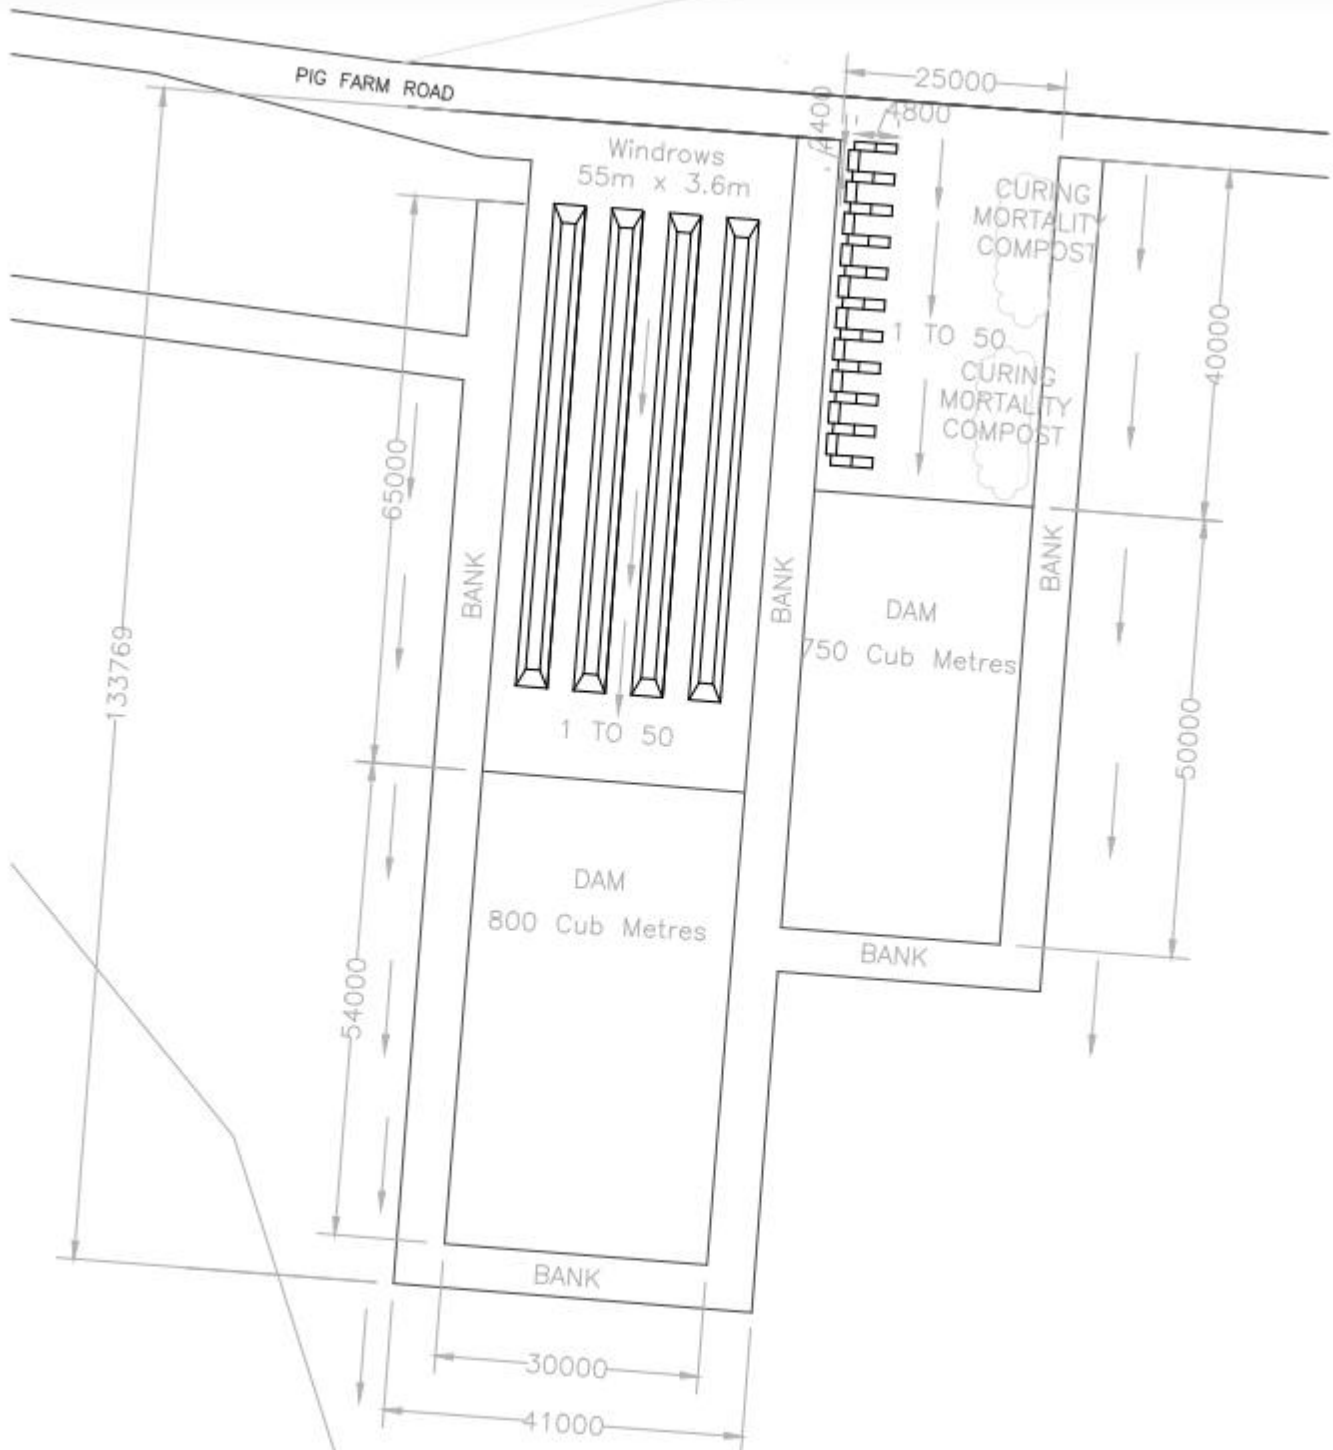 PIG FARM ROAD
25000
4800
2400
Windrows
55m x 3.6m
CURING
MORTALITY
COMPOST
1 TO 50
CURING
MORTALITY
COMPOST
40000
65000
BANK
BANK
BANK
DAM
750 Cub Metres
133769
1 TO 50
50000
DAM
800 Cub Metres
BANK
54000
BANK
30000
41000